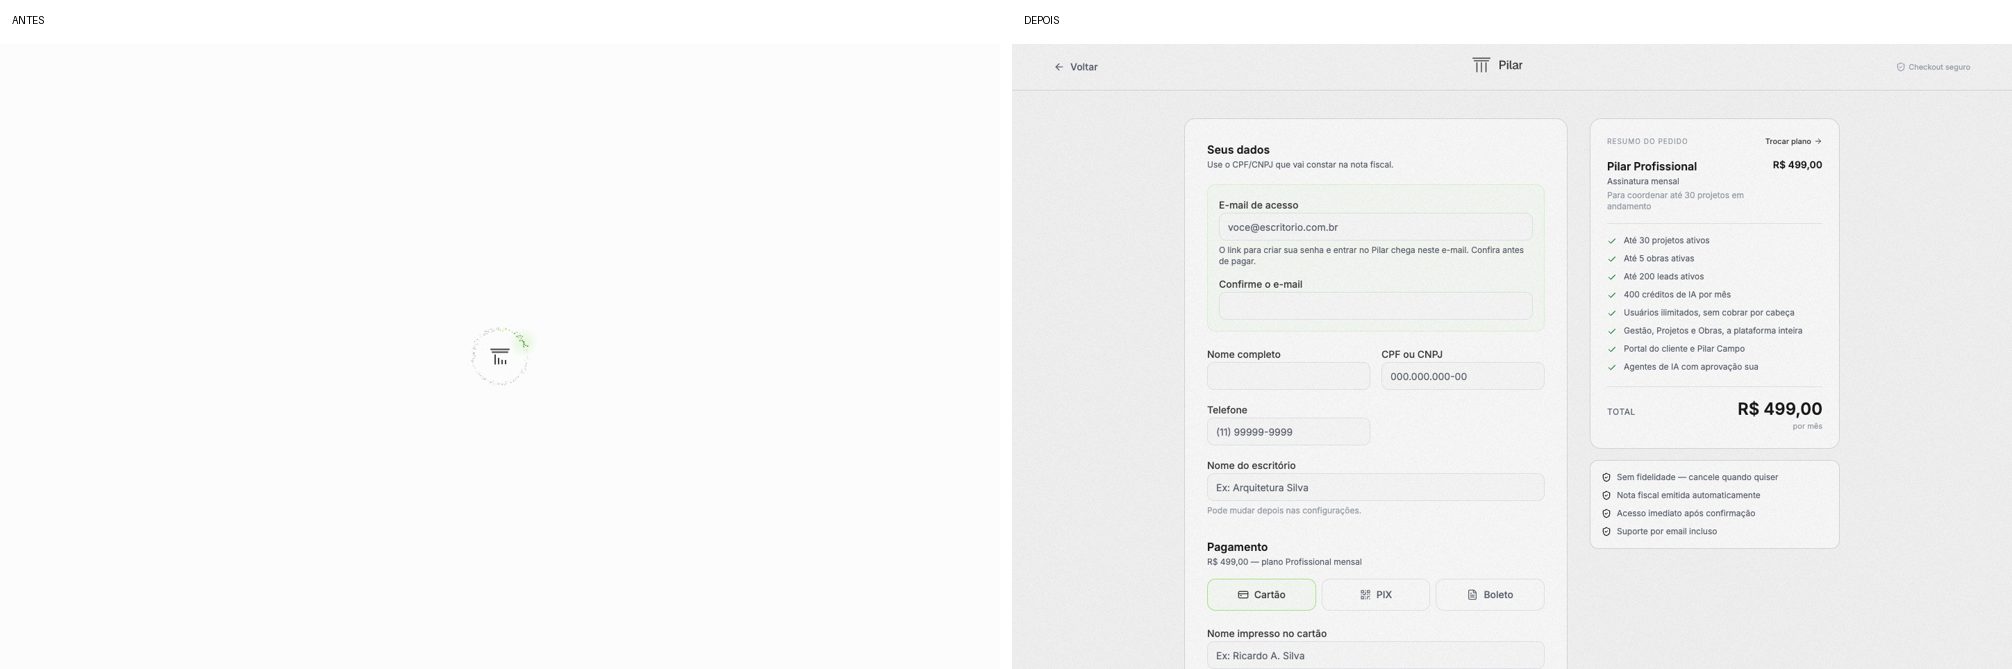 ANTES
DEPOIS
Voltar
Pilar
Checkout seguro
Seus dados
Use o CPF/CNPJ que vai constar na nota fiscal.
E-mail de acesso
voce@escritorio.com.br
O link para criar sua senha e entrar no Pilar chega neste e-mail. Confira antes
de pagar.
Confirme o e-mail
Nome completo
CPF ou CNPJ
000.000.000-00
Telefone
(11) 99999-9999
Nome do escritório
Ex: Arquitetura Silva
Pode mudar depois nas configurações.
Pagamento
R$ 499,00 — plano Profissional mensal
Cartão
PIX
Boleto
Nome impresso no cartão
Ex: Ricardo A. Silva
RESUMO DO PEDIDO
Trocar plano →
Pilar Profissional
R$ 499,00
Assinatura mensal
Para coordenar até 30 projetos em
andamento
Até 30 projetos ativos
Até 5 obras ativas
Até 200 leads ativos
400 créditos de IA por mês
Usuários ilimitados, sem cobrar por cabeça
Gestão, Projetos e Obras, a plataforma inteira
Portal do cliente e Pilar Campo
Agentes de IA com aprovação sua
TOTAL
R$ 499,00
por mês
Sem fidelidade — cancele quando quiser
Nota fiscal emitida automaticamente
Acesso imediato após confirmação
Suporte por email incluso